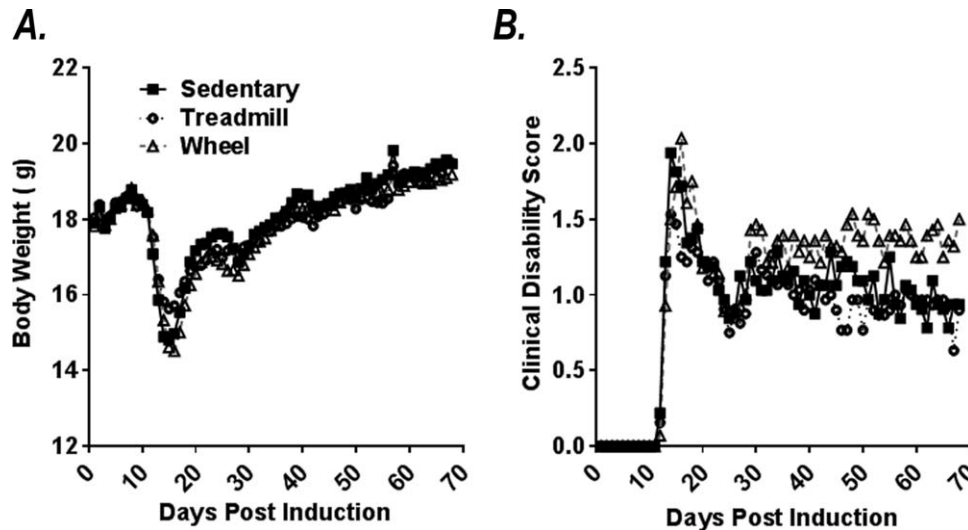 A.
B.
22
20
18
16
14
12
Body Weight ( g)
Sedentary
Treadmill
Wheel
0 10 20 30 40 50 60 70
Days Post Induction
2.5
2.0
1.5
1.0
0.5
0.0
Clinical Disability Score
0 10 20 30 40 50 60 70
Days Post Induction